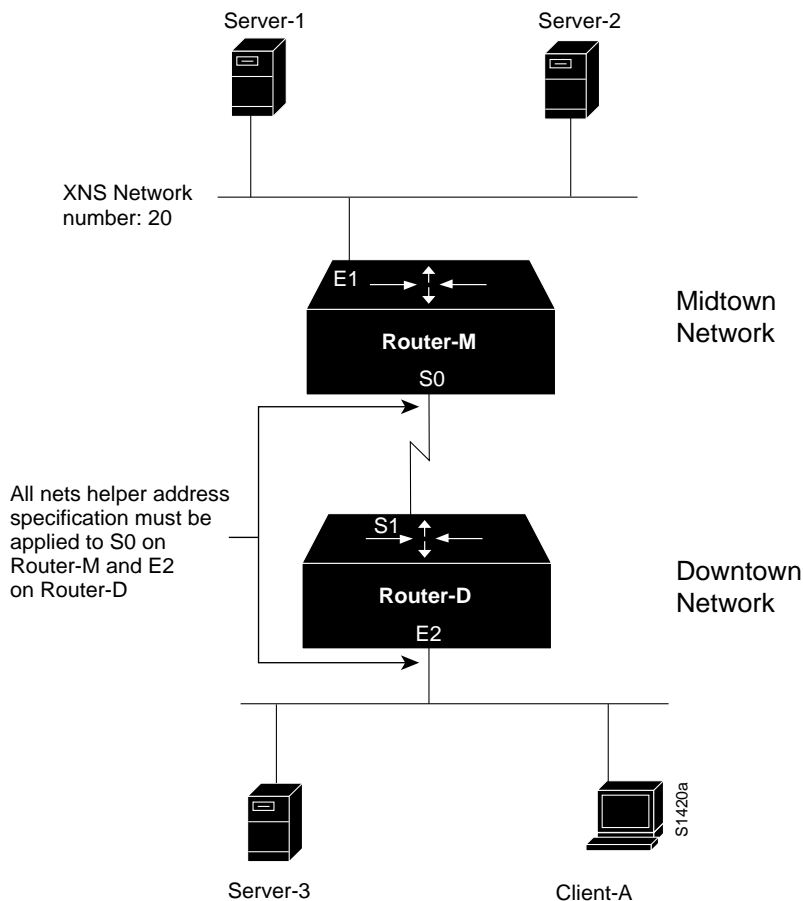 Server-1
Server-2
XNS Network
number: 20
E1
Midtown
Network
Router-M
S0
All nets helper address
specification must be
applied to S0 on
Router-M and E2
on Router-D
S1
Downtown
Network
Router-D
E2
S1420a
Server-3
Client-A